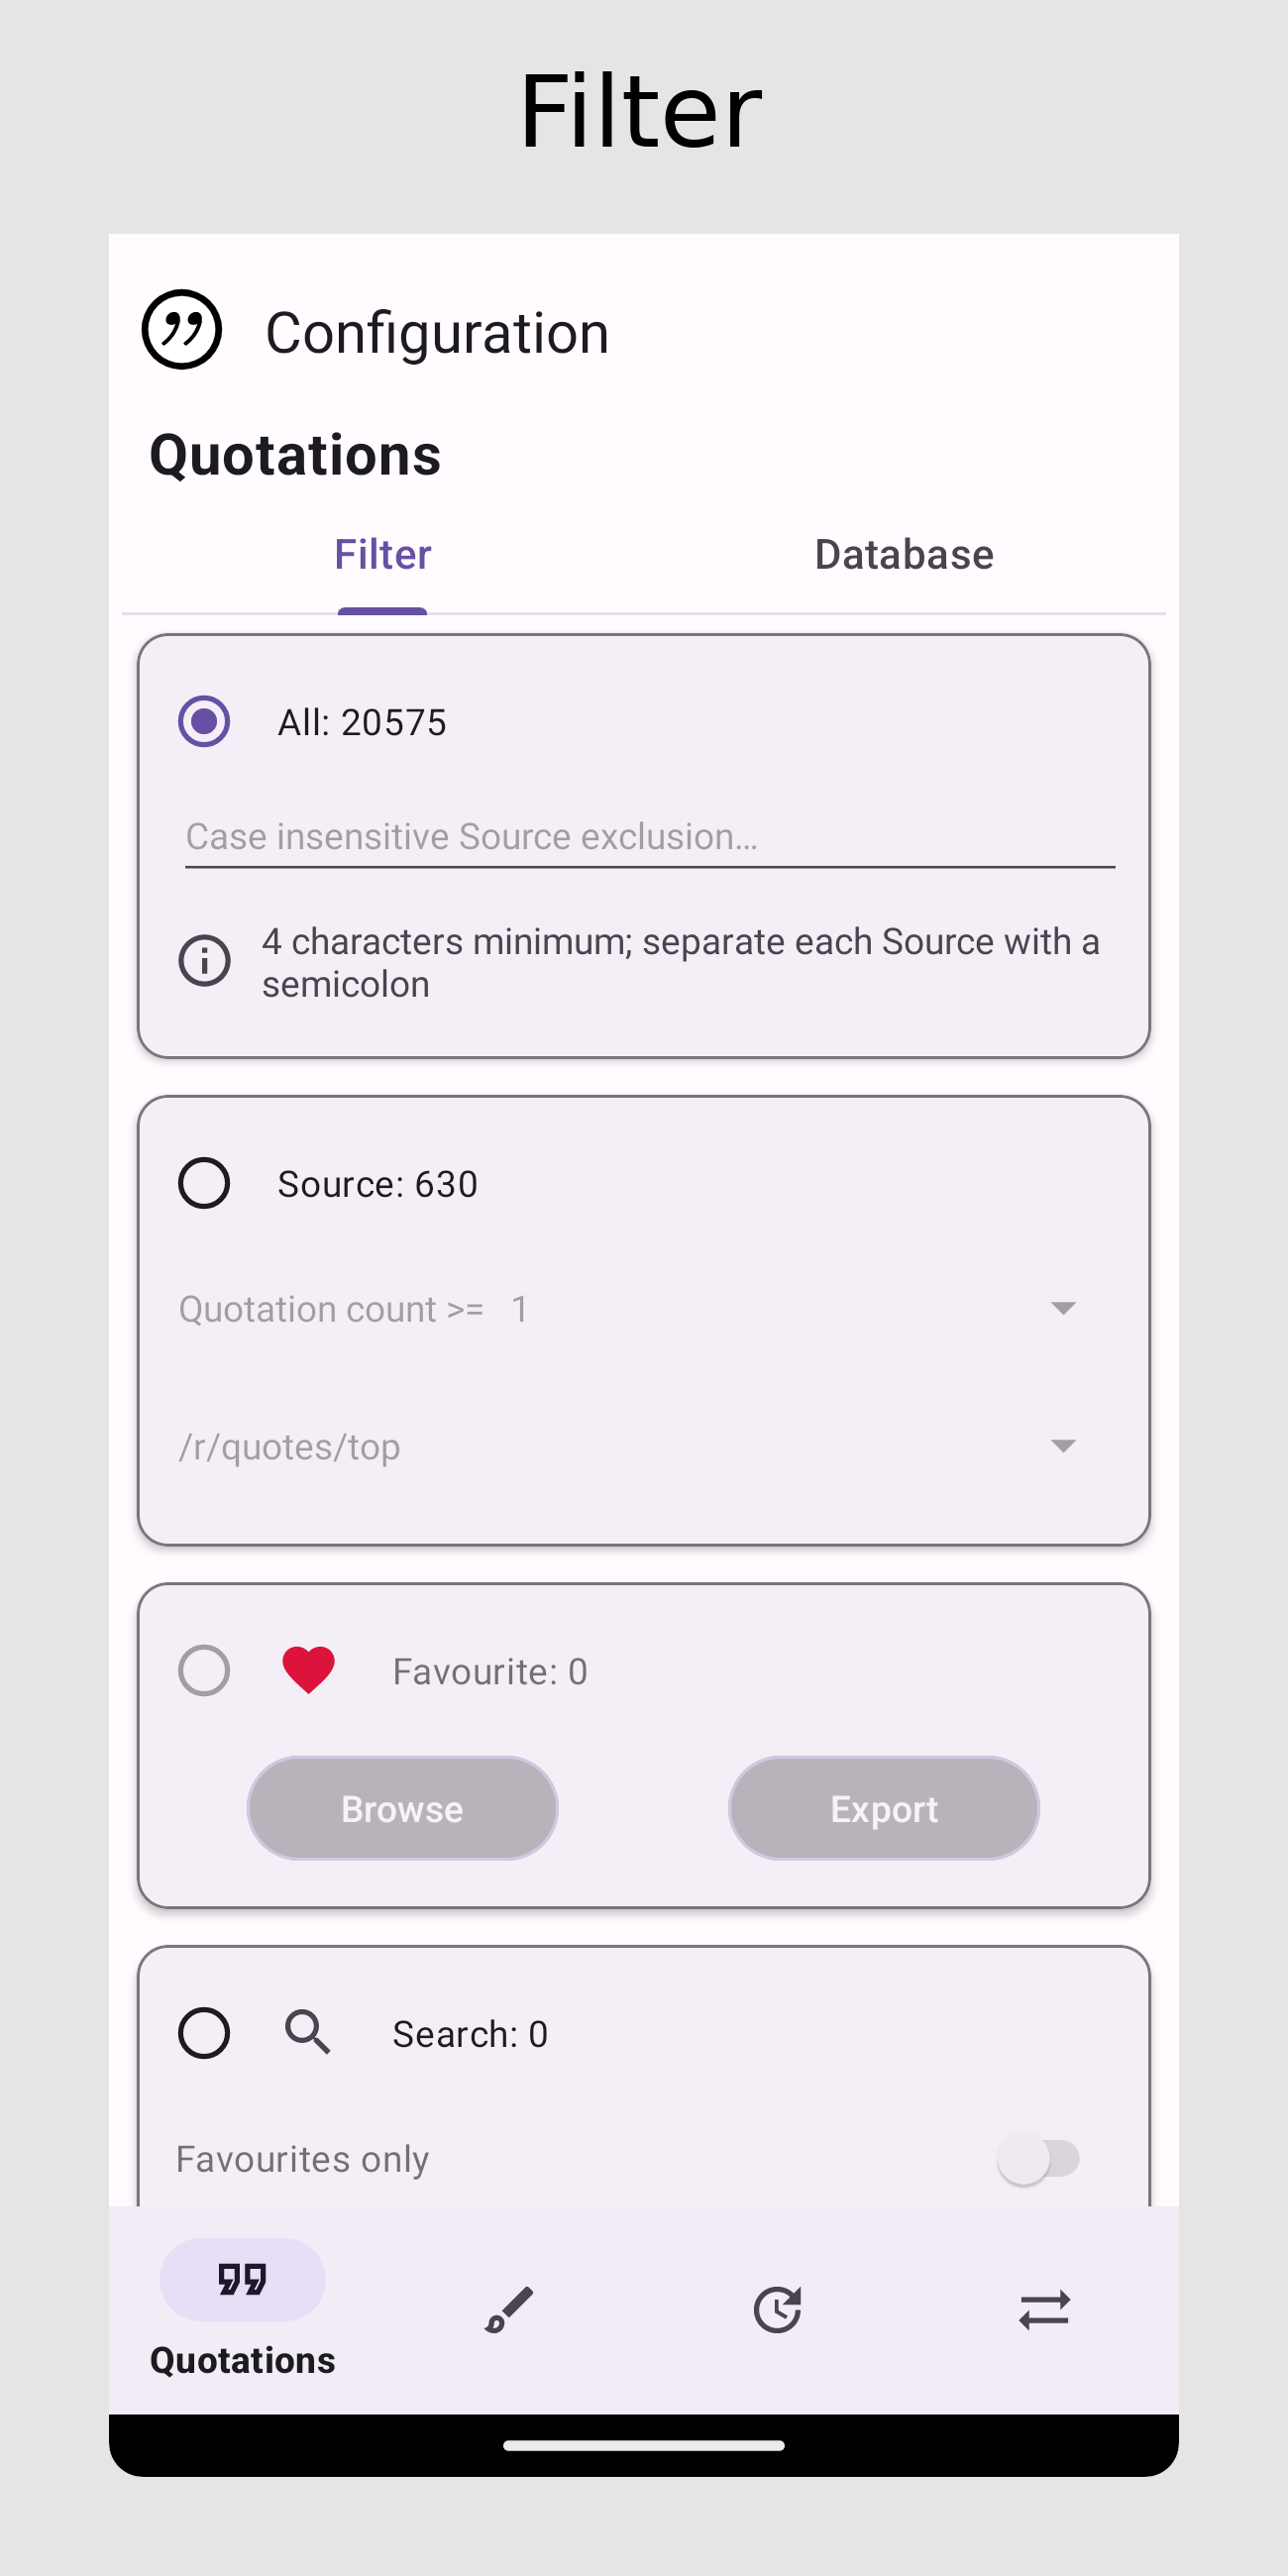 Filter
Configuration
Quotations
Filter
Database
All: 20575
Case insensitive Source exclusion...
4 characters minimum; separate each Source with a
semicolon
Source: 630
Quotation count >= 1
/r/quotes/top
Favourite: 0
Browse
Export
Search: 0
Favourites only
Quotations